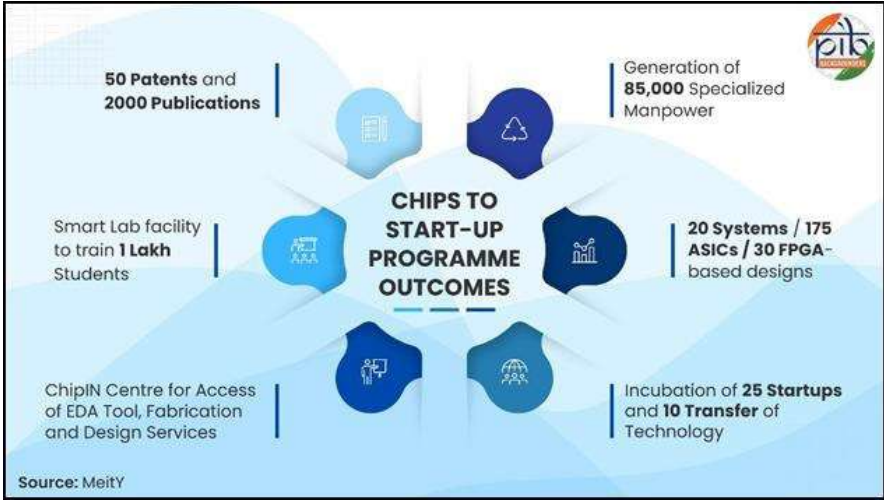 pib
BACKGROUNDERS
50 Patents and
2000 Publications
Generation of
85,000 Specialized
Manpower
CHIPS TO
START-UP
PROGRAMME
OUTCOMES
Smart Lab facility
to train 1 Lakh
Students
20 Systems / 175
ASICs / 30 FPGA-
based designs
ChipIN Centre for Access
of EDA Tool, Fabrication
and Design Services
Incubation of 25 Startups
and 10 Transfer of
Technology
Source: MeitY